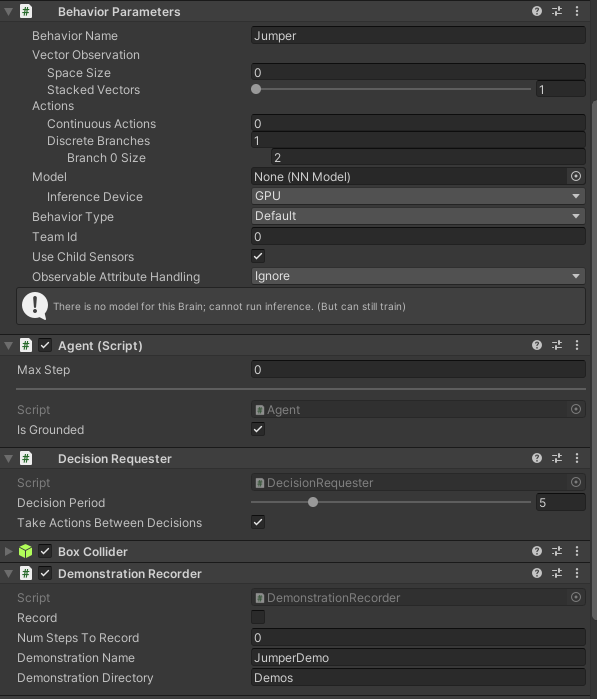 # Behavior Parameters
Behavior Name Jumper
Vector Observation
Space Size 0
Stacked Vectors 1
Actions
Continuous Actions 0
Discrete Branches 1
Branch 0 Size 2
Model None (NN Model)
Inference Device GPU
Behavior Type Default
Team Id 0
Use Child Sensors
Observable Attribute Handling Ignore
There is no model for this Brain; cannot run inference. (But can still train)
# Agent (Script)
Max Step 0
Script # Agent
Is Grounded
# Decision Requester
Script # DecisionRequester
Decision Period 5
Take Actions Between Decisions
Box Collider
# Demonstration Recorder
Script # DemonstrationRecorder
Record
Num Steps To Record 0
Demonstration Name JumperDemo
Demonstration Directory Demos